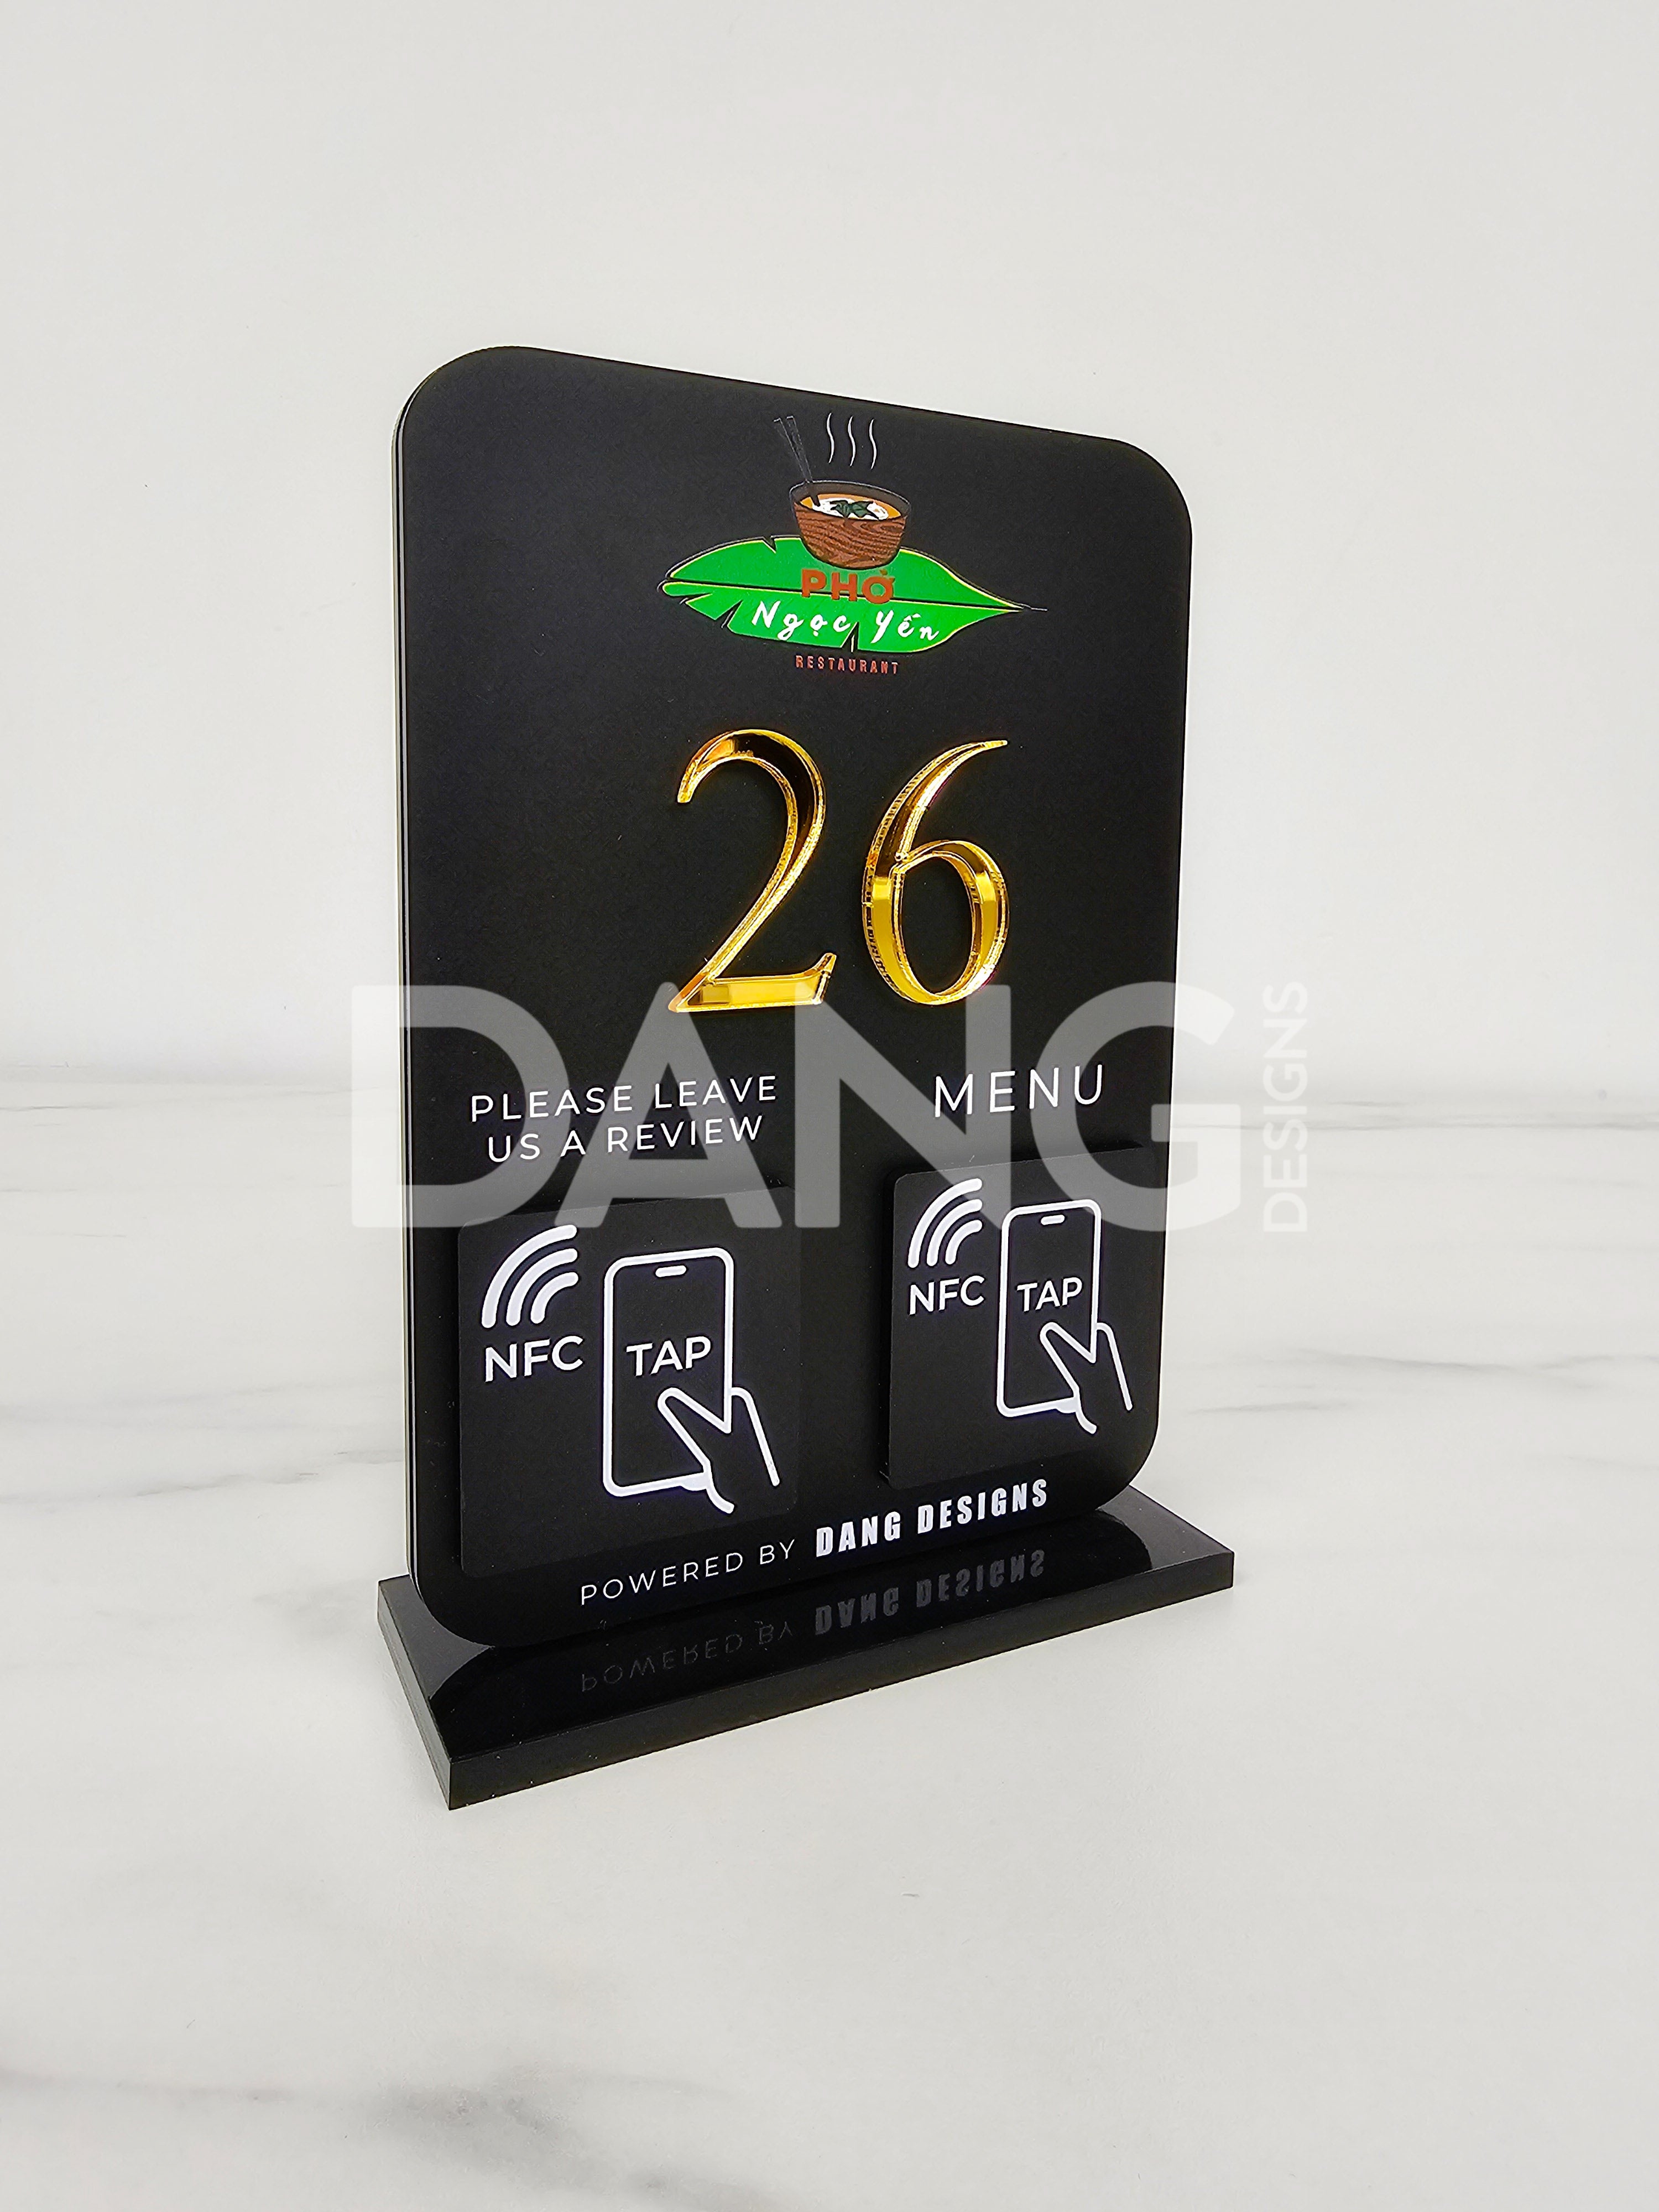 PHỞ
Ngọc Yến
RESTAURANT
26
PLEASE LEAVE
US A REVIEW
MENU
NFC
TAP
NFC
TAP
POWERED BY DANG DESIGNS
DANG
DESIGNS